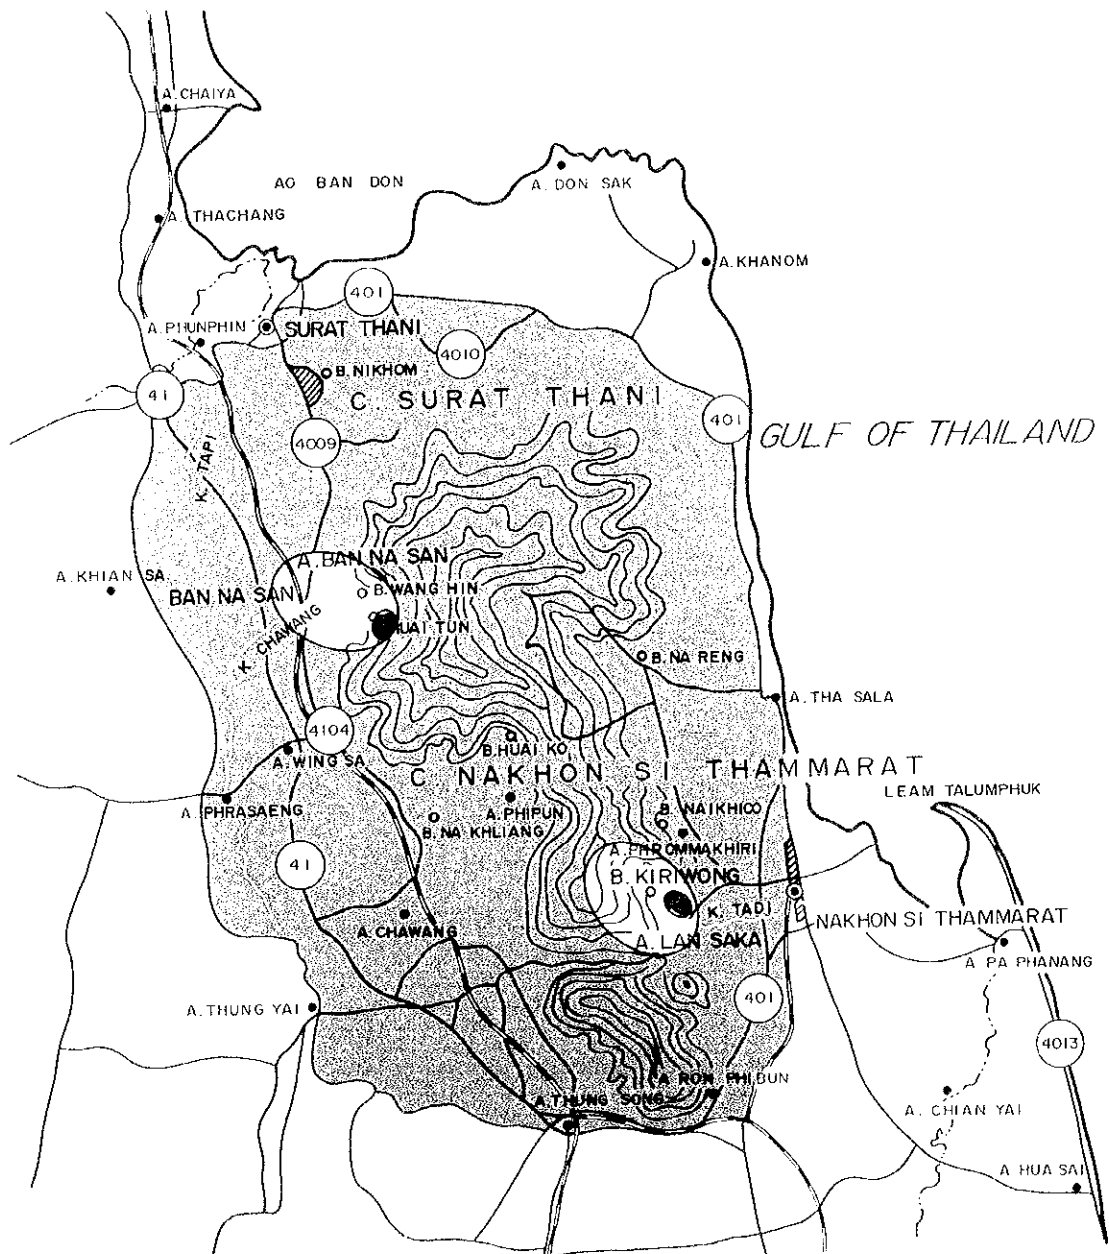 A. CHAIYA
AO BAN DON
A. DON SAK
A. THACHANG
A. KHANOM
401
A. PHUNPHIN
SURAT THANI
4010
B. NIKHOM
41
C. SURAT THANI
401
GULF OF THAILAND
4009
K. TAPI
A. BAN NA SAN
A. KHIAN SA.
BAN NA SAN
B. WANG HIN
K. CHAWANG
HUAI TUN
B. NA RENG
A. THA SALA
4104
B. HUAI KO
A. WING SA
C. NAKHON SI THAMMARAT
LEAM TALUMPHUK
A. PHRASAENG
A. PHIPUN
B. NAIKHICO
B. NA KHLIANG
A. PHROMMAKHIRI
41
B. KIRIWONG
K. TADI
NAKHON SI THAMMARAT
A. CHAWANG
A. LAN SAKA
A. PA PHANANG
401
A. THUNG YAI
4013
A. RON PHIBUN
A. THUNG SONG
A. CHIAN YAI
A. HUA SAI